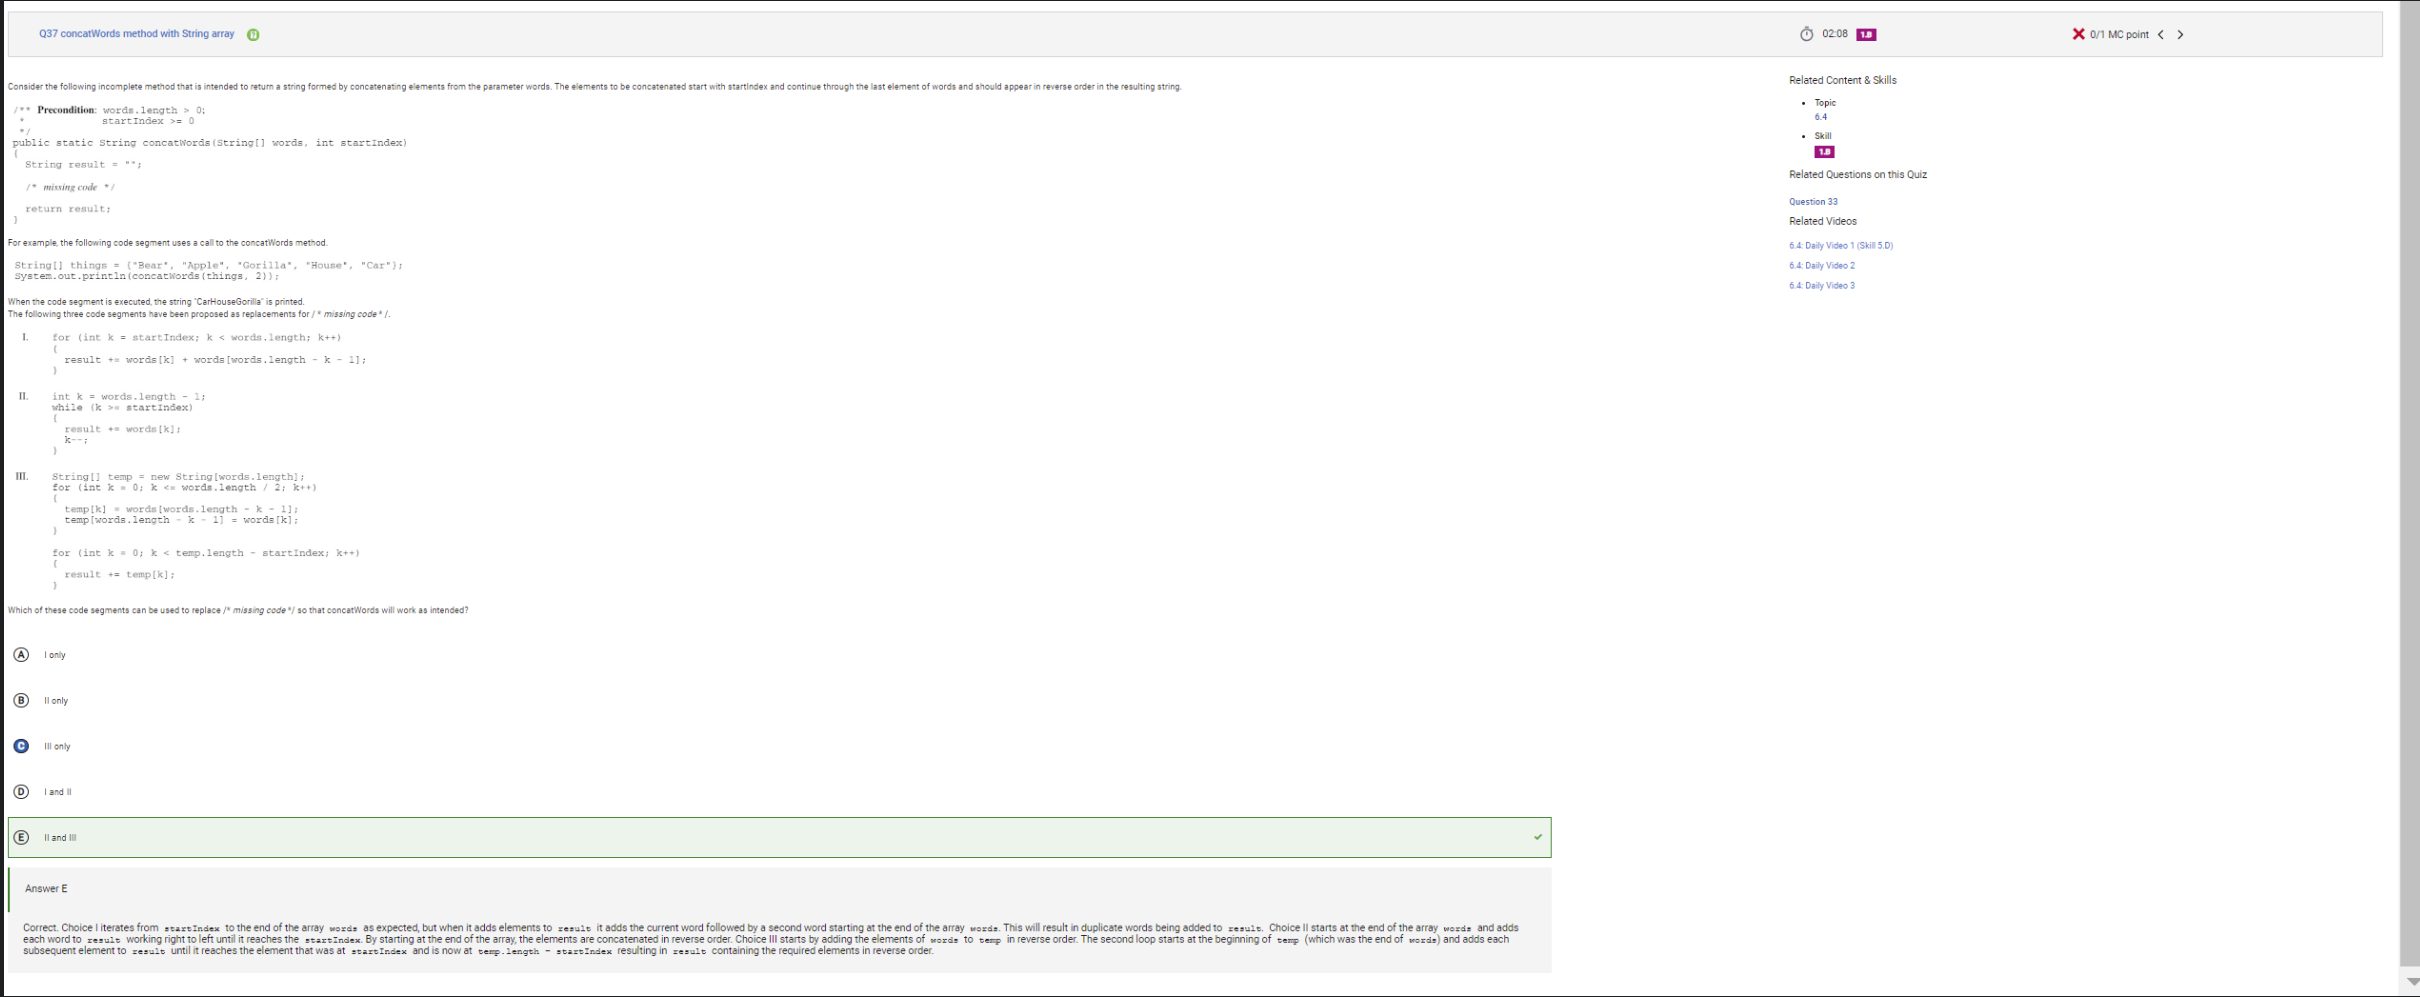 Q37 concatWords method with String array
02:08 1.B
0/1 MC point
Consider the following incomplete method that is intended to return a string formed by concatenating elements from the parameter words. The elements to be concatenated start with startIndex and continue through the last element of words and should appear in reverse order in the resulting string.
/** Precondition: words.length > 0;
* startIndex >= 0
*/
public static String concatWords(String[] words, int startIndex)
{
String result = "";
/* missing code */
return result;
}
For example, the following code segment uses a call to the concatWords method.
String[] things = {"Bear", "Apple", "Gorilla", "House", "Car"};
System.out.println(concatWords(things, 2));
When the code segment is executed, the string "CarHouseGorilla" is printed.
The following three code segments have been proposed as replacements for /* missing code */.
I. for (int k = startIndex; k < words.length; k++)
{
result += words[k] + words[words.length - k - 1];
}
II. int k = words.length - 1;
while (k >= startIndex)
{
result += words[k];
k--;
}
III. String[] temp = new String[words.length];
for (int k = 0; k <= words.length / 2; k++)
{
temp[k] = words[words.length - k - 1];
temp[words.length - k - 1] = words[k];
}
for (int k = 0; k < temp.length - startIndex; k++)
{
result += temp[k];
}
Which of these code segments can be used to replace /* missing code */ so that concatWords will work as intended?
A I only
B II only
C III only
D I and II
E II and III
Answer E
Correct. Choice I iterates from startIndex to the end of the array words as expected, but when it adds elements to result it adds the current word followed by a second word starting at the end of the array words. This will result in duplicate words being added to result. Choice II starts at the end of the array words and adds
each word to result working right to left until it reaches the startIndex. By starting at the end of the array, the elements are concatenated in reverse order. Choice III starts by adding the elements of words to temp in reverse order. The second loop starts at the beginning of temp (which was the end of words) and adds each
subsequent element to result until it reaches the element that was at startIndex and is now at temp.length - startIndex resulting in result containing the required elements in reverse order.
Related Content & Skills
• Topic
6.4
• Skill
1.B
Related Questions on this Quiz
Question 33
Related Videos
6.4: Daily Video 1 (Skill 5.D)
6.4: Daily Video 2
6.4: Daily Video 3